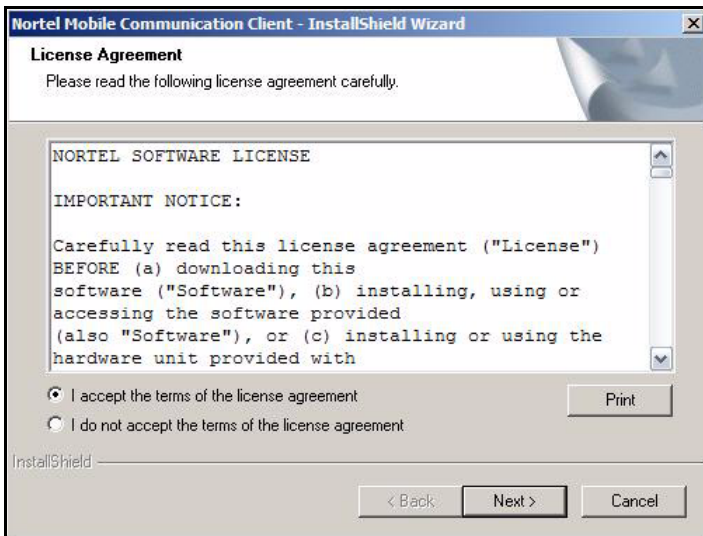 Nortel Mobile Communication Client - InstallShield Wizard
License Agreement
Please read the following license agreement carefully.
NORTEL SOFTWARE LICENSE
IMPORTANT NOTICE:
Carefully read this license agreement ("License")
BEFORE (a) downloading this
software ("Software"), (b) installing, using or
accessing the software provided
(also "Software"), or (c) installing or using the
hardware unit provided with
I accept the terms of the license agreement
Print
I do not accept the terms of the license agreement
InstallShield
< Back
Next >
Cancel